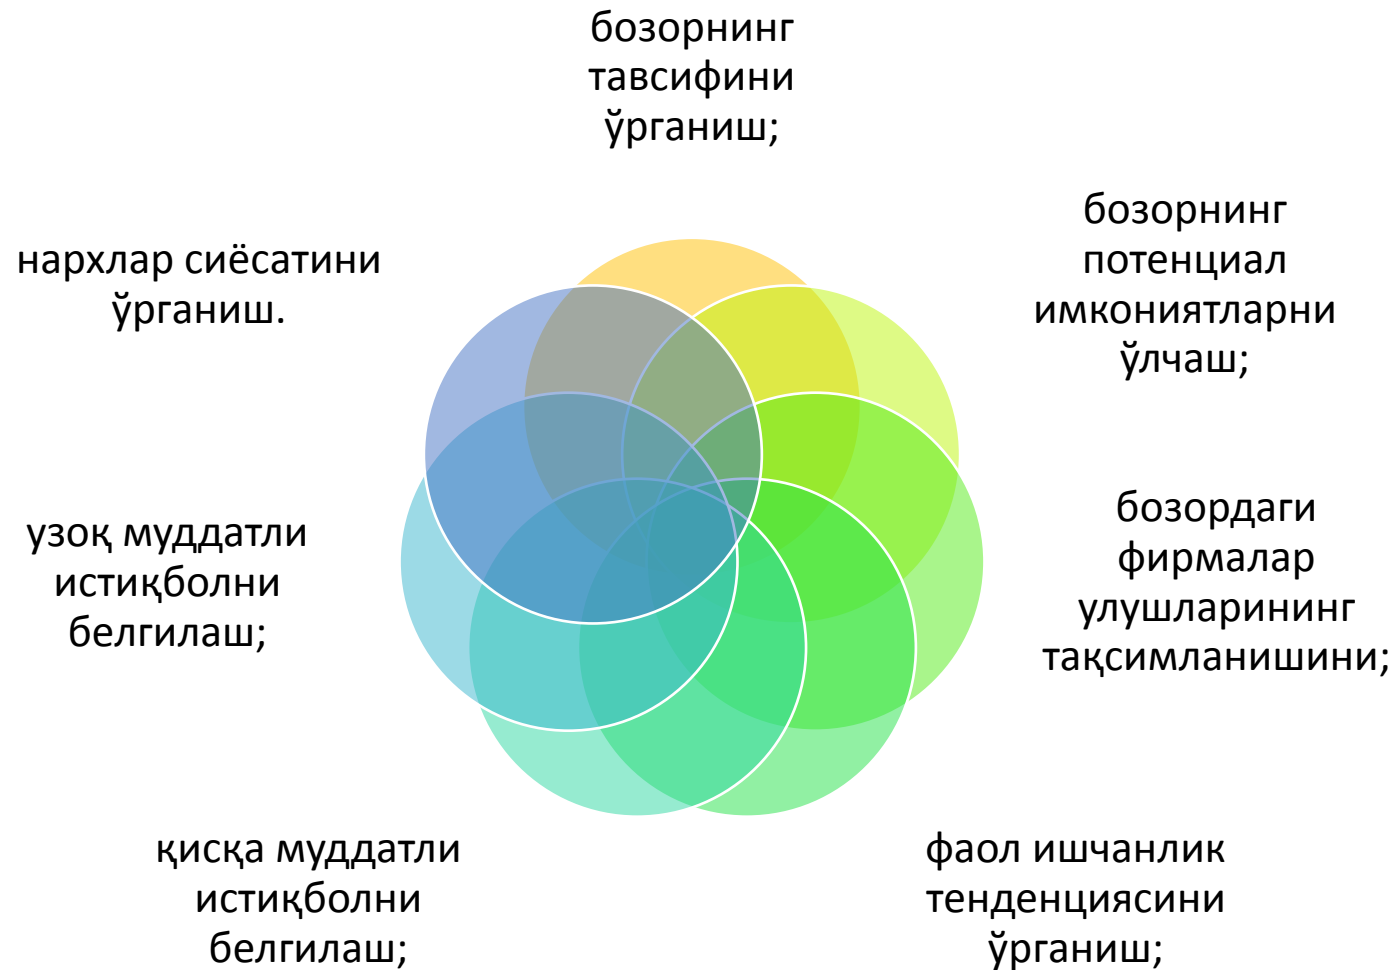 бозорнинг
тавсифини
ўрганиш;
бозорнинг
потенциал
имкониятларни
ўлчаш;
бозордаги
фирмалар
улушларининг
тақсимланишини;
фаол ишчанлик
тенденциясини
ўрганиш;
қисқа муддатли
истиқболни
белгилаш;
узоқ муддатли
истиқболни
белгилаш;
нархлар сиёсатини
ўрганиш.